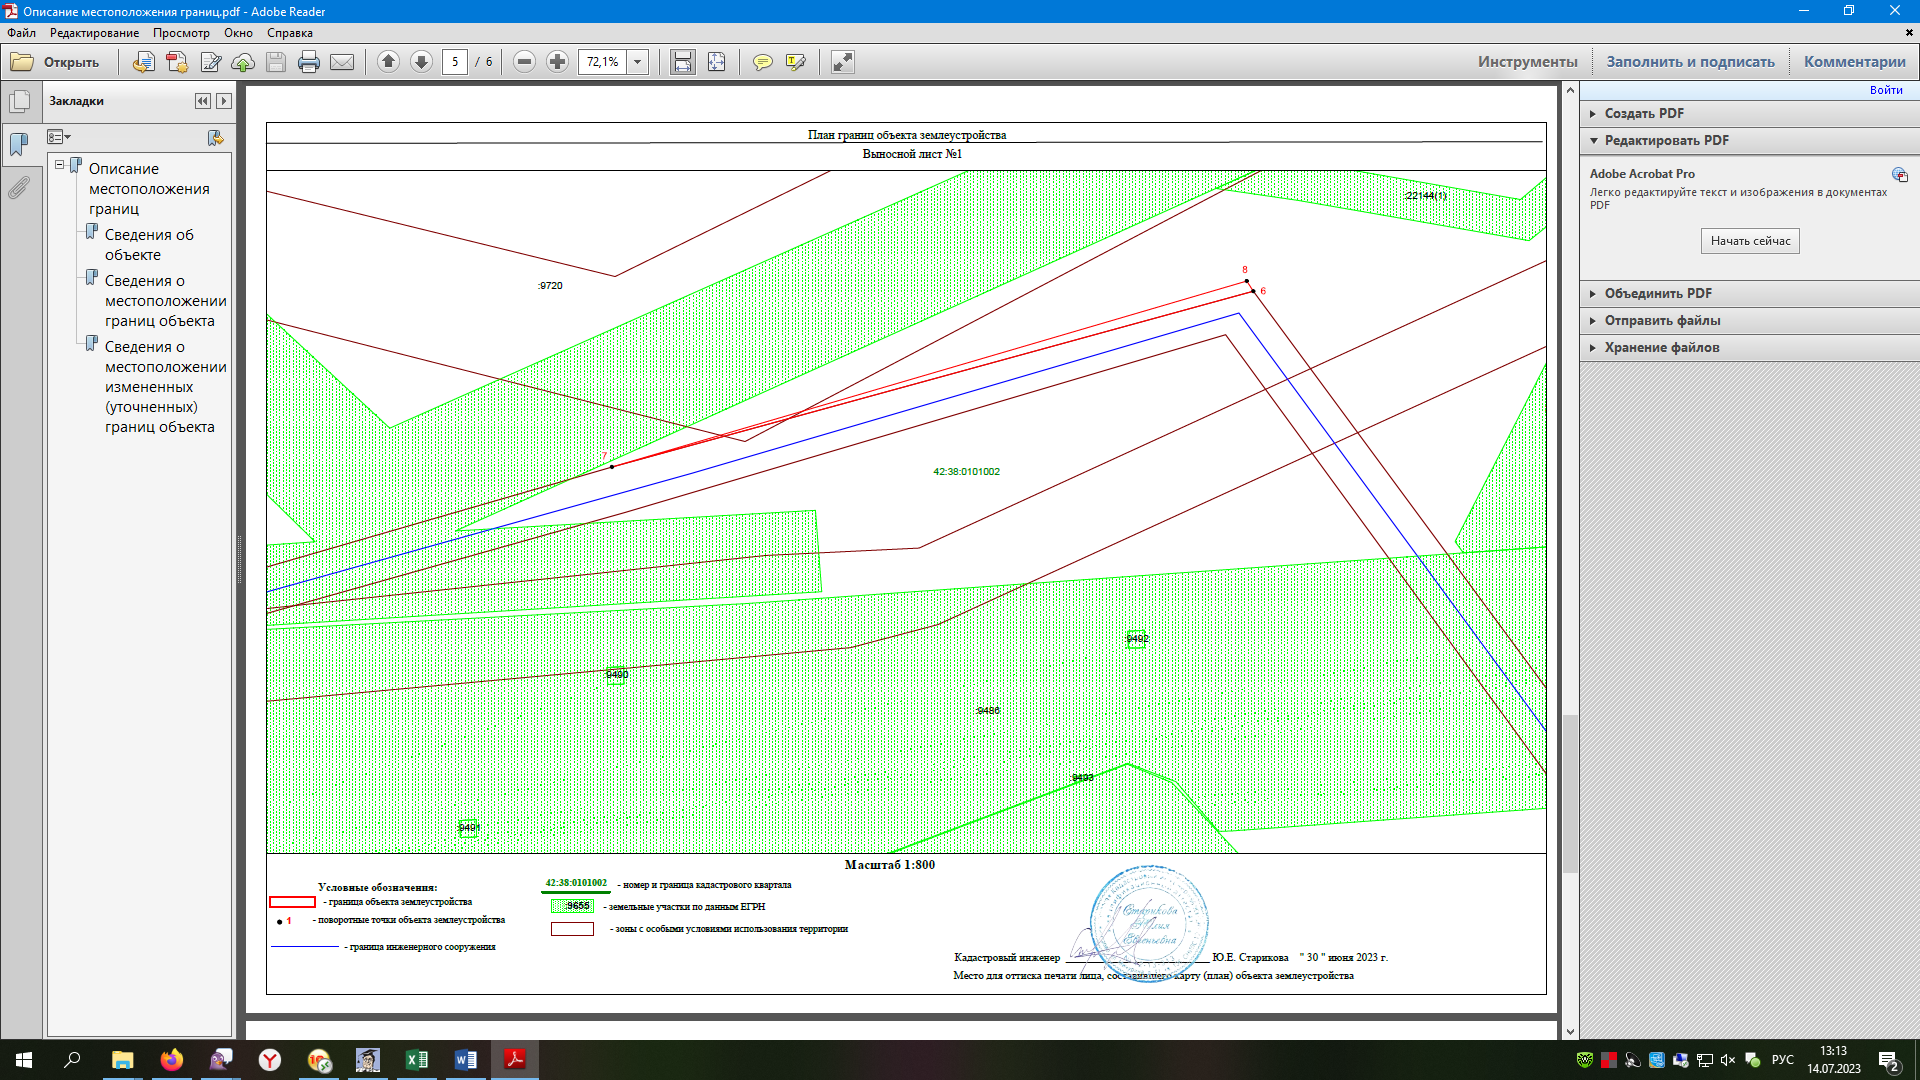 Описание местоположения границ.pdf - Adobe Reader
Файл Редактирование Просмотр Окно Справка
Открыть 5 / 6 72,1% Инструменты Заполнить и подписать Комментарии
Войти
Закладки
Описание
местоположения
границ
Сведения об
объекте
Сведения о
местоположении
границ объекта
Сведения о
местоположении
измененных
(уточненных)
границ объекта
План границ объекта землеустройства
Выносной лист №1
:22144(1)
:9720
8
6
7
42:38:0101002
:9492
:9490
:9486
:9493
:9491
Масштаб 1:800
Условные обозначения:
- граница объекта землеустройства
1 - поворотные точки объекта землеустройства
- граница инженерного сооружения
42:38:0101002 - номер и граница кадастрового квартала
:9655 - земельные участки по данным ЕГРН
- зоны с особыми условиями использования территории
Старикова
Юлия
Евгеньевна
Кадастровый инженер Ю.Е. Старикова " 30 " июня 2023 г.
Место для оттиска печати лица, составившего карту (план) объекта землеустройства
Создать PDF
Редактировать PDF
Adobe Acrobat Pro
Легко редактируйте текст и изображения в документах
PDF
Начать сейчас
Объединить PDF
Отправить файлы
Хранение файлов
РУС
13:13
14.07.2023
2